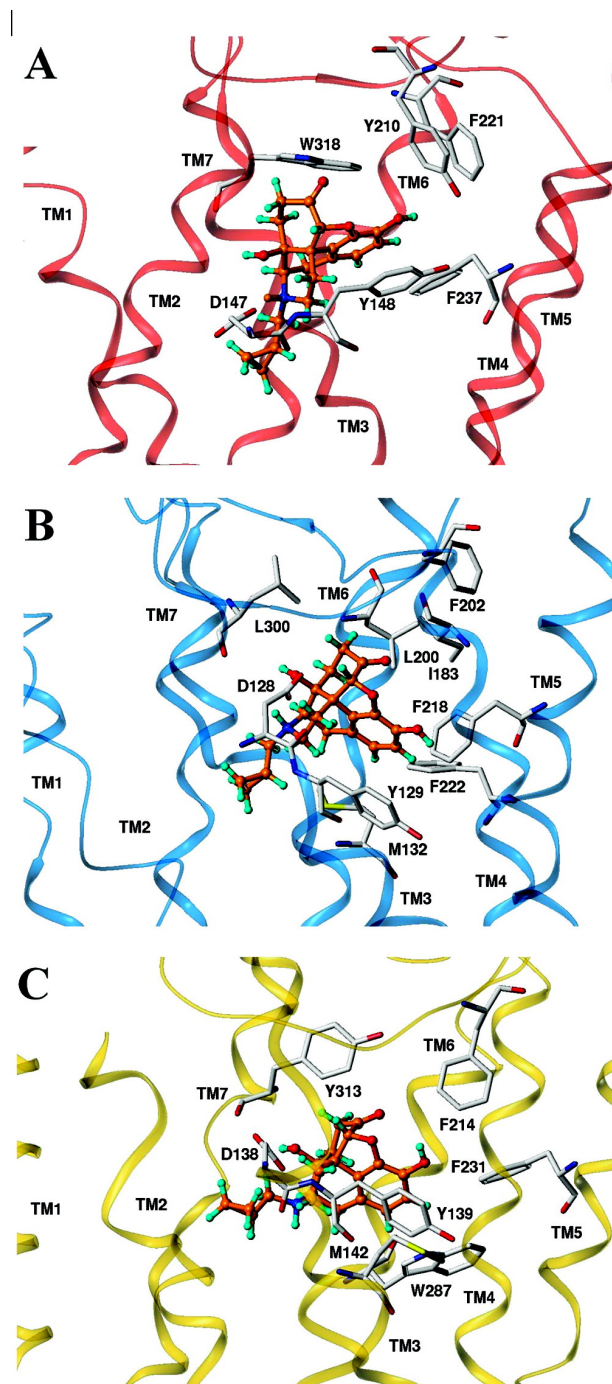 A
Y210
F221
W318
TM7
TM6
TM1
TM2
D147
Y148
F237
TM5
TM4
TM3
B
TM6
F202
TM7
L300
L200
I183
D128
F218
TM5
TM1
F222
TM2
Y129
M132
TM4
TM3
C
TM6
TM7
Y313
F214
D138
F231
TM1
TM2
Y139
TM5
M142
W287
TM4
TM3